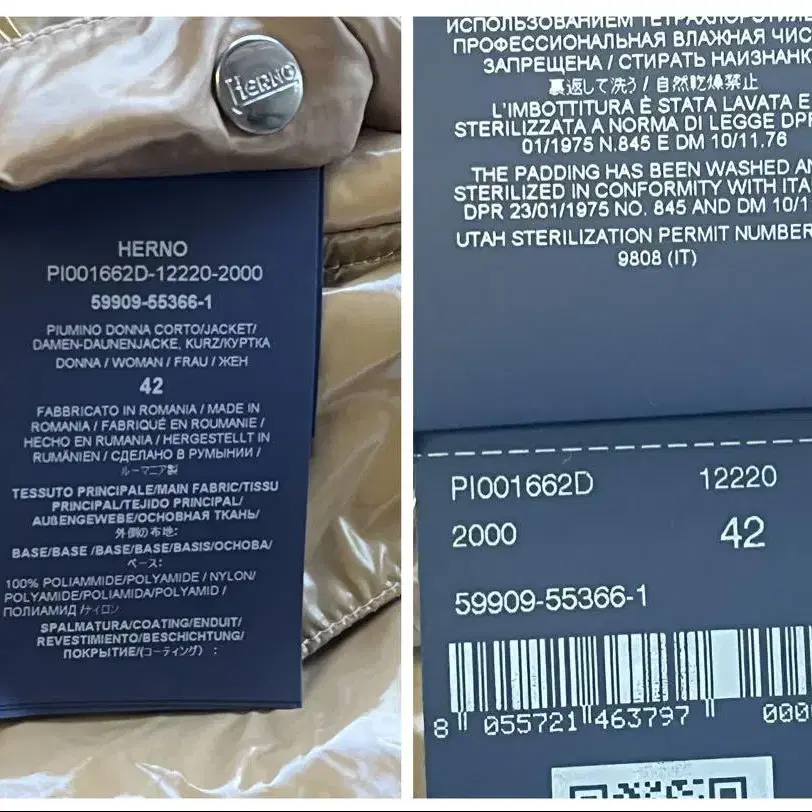 HERNO
HERNO
PI001662D-12220-2000
59909-55366-1
PIUMINO DONNA CORTO/JACKET/
DAMEN-DAUNENJACKE, KURZ/КУРТКА
DONNA / WOMAN / FRAU / ЖЕН
42
FABBRICATO IN ROMANIA / MADE IN
ROMANIA / FABRIQUÉ EN ROUMANIE /
HECHO EN RUMANIA / HERGESTELLT IN
RUMÄNIEN / СДЕЛАНО В РУМЫНИИ /
ルーマニア製
TESSUTO PRINCIPALE/MAIN FABRIC/TISSU
PRINCIPAL/TEJIDO PRINCIPAL/
AUßENGEWEBE/ОСНОВНАЯ ТКАНЬ/
外側の布地:
BASE/BASE /BASE/BASE/BASIS/ОСНОВА/
ベース:
100% POLIAMMIDE/POLYAMIDE / NYLON/
POLYAMIDE/POLIAMIDA/POLYAMID /
ПОЛИАМИД /ナイロン
SPALMATURA/COATING/ENDUIT/
REVESTIMIENTO/BESCHICHTUNG/
ПОКРЫТИЕ/(コーティング) :
ИСПОЛЬЗОВАНИЕМ
ПРОФЕССИОНАЛЬНАЯ ВЛАЖНАЯ ЧИС
ЗАПРЕЩЕНА / СТИРАТЬ НАИЗНАНК
裏返して洗う / 自然乾燥禁止
L'IMBOTTITURA È STATA LAVATA E
STERILIZZATA A NORMA DI LEGGE DP
01/1975 N.845 E DM 10/11.76
THE PADDING HAS BEEN WASHED AN
STERILIZED IN CONFORMITY WITH ITA
DPR 23/01/1975 NO. 845 AND DM 10/1
UTAH STERILIZATION PERMIT NUMBER
9808 (IT)
PI001662D 12220
2000 42
59909-55366-1
8 055721 463797 000